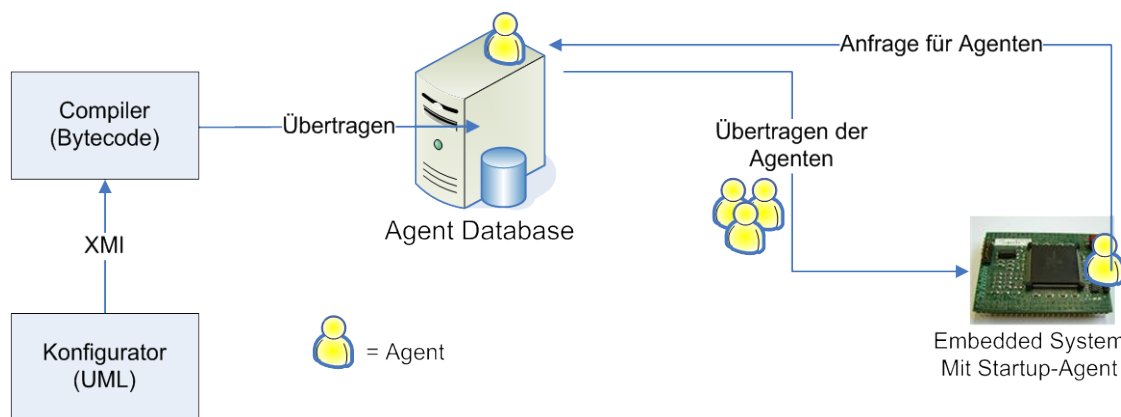 Anfrage für Agenten
Compiler
(Bytecode)
Übertragen
Übertragen der
Agenten
Agent Database
XMI
Konfigurator
(UML)
= Agent
Embedded System
Mit Startup-Agent